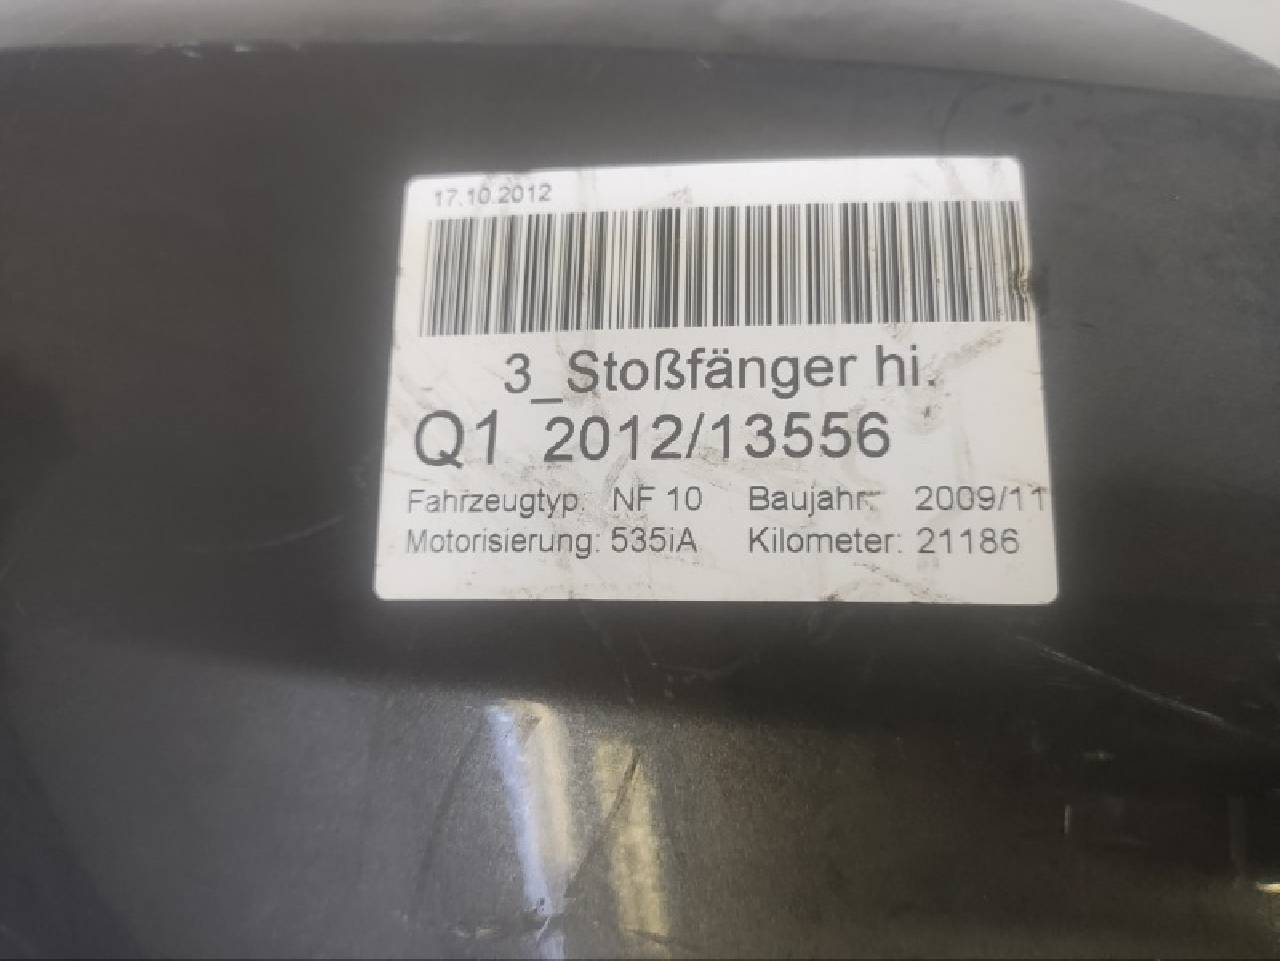 17.10.2012
3_Stoßfänger hi.
Q1 2012/13556
Fahrzeugtyp: NF 10 Baujahr: 2009/11
Motorisierung: 535iA Kilometer: 21186